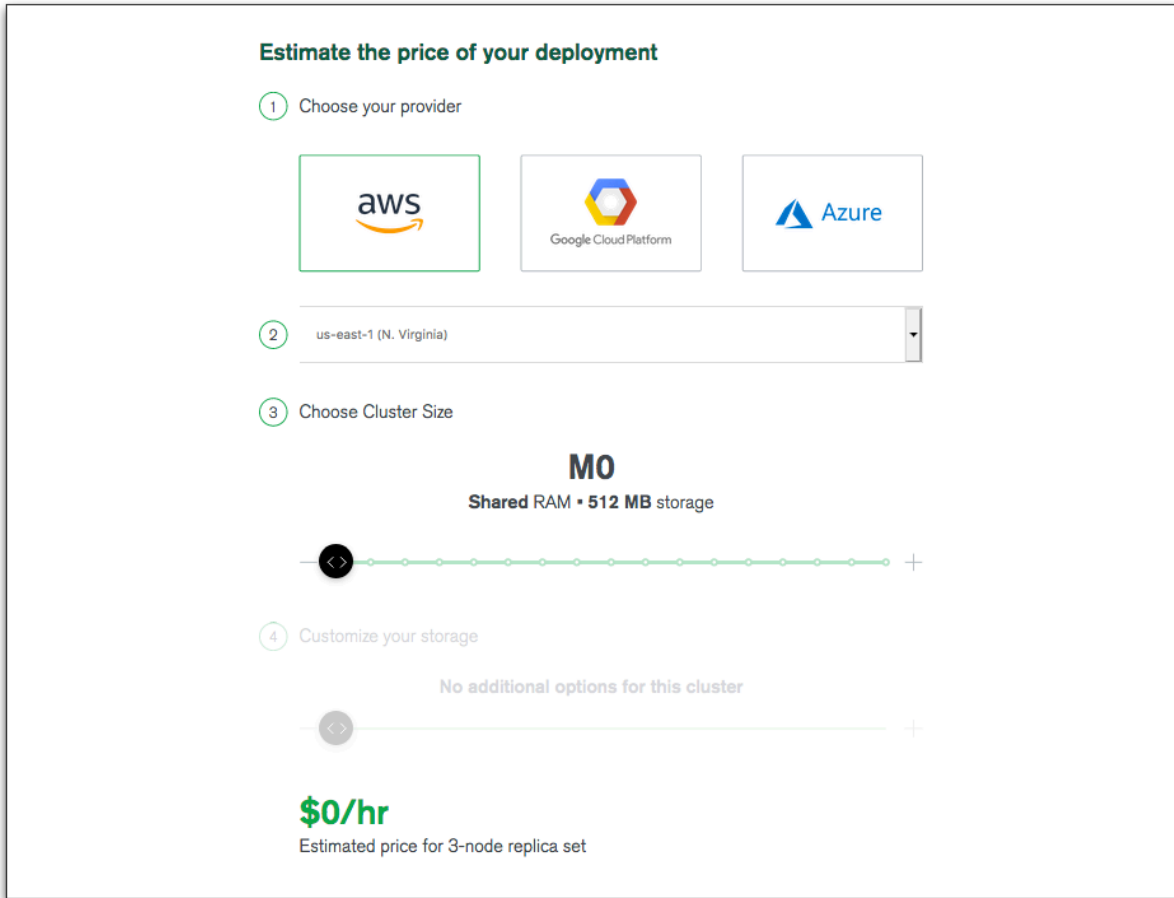 Estimate the price of your deployment
1 Choose your provider
aws
Google Cloud Platform
Azure
2 us-east-1 (N. Virginia)
3 Choose Cluster Size
M0
Shared RAM ▪ 512 MB storage
4 Customize your storage
No additional options for this cluster
$0/hr
Estimated price for 3-node replica set